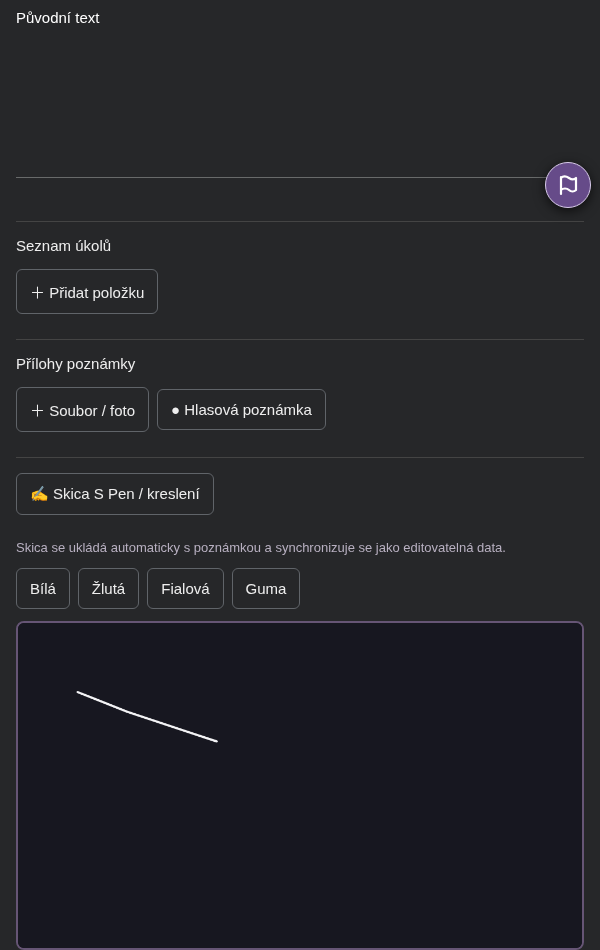 Původní text
Seznam úkolů
+ Přidat položku
Přílohy poznámky
+ Soubor / foto
● Hlasová poznámka
✍️ Skica S Pen / kreslení
Skica se ukládá automaticky s poznámkou a synchronizuje se jako editovatelná data.
Bílá
Žlutá
Fialová
Guma